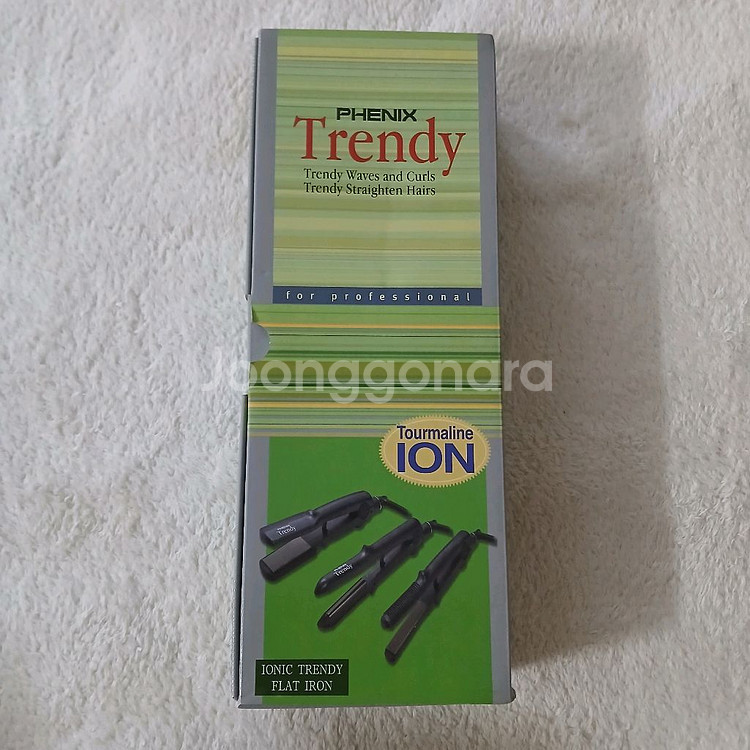 PHENIX
Trendy
Trendy Waves and Curls
Trendy Straighten Hairs
for professional
Joonggonara
Tourmaline
ION
Trendy
Trendy
IONIC TRENDY
FLAT IRON